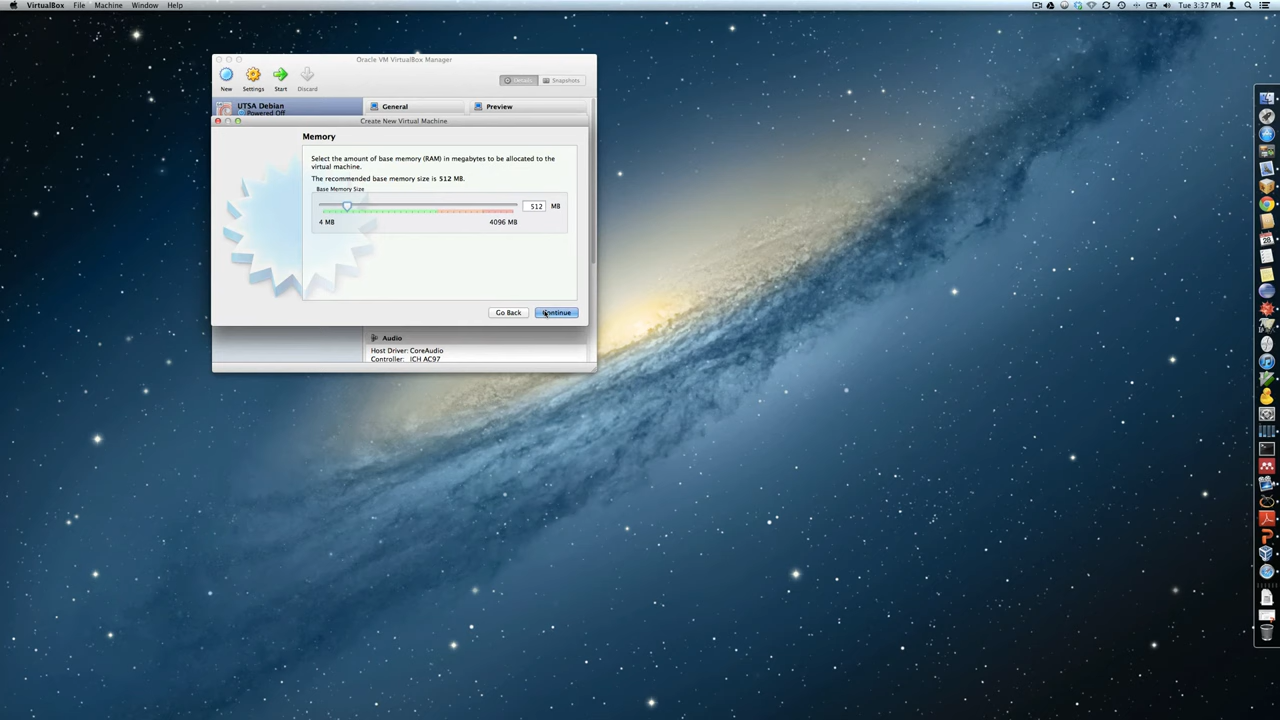 VirtualBox File Machine Window Help
Tue 3:37 PM
Oracle VM VirtualBox Manager
New Settings Start Discard
Details Snapshots
UTSA Debian
Powered Off
General
Preview
Create New Virtual Machine
Memory
Select the amount of base memory (RAM) in megabytes to be allocated to the
virtual machine.
The recommended base memory size is 512 MB.
Base Memory Size
512 MB
4 MB 4096 MB
Go Back Continue
Audio
Host Driver: CoreAudio
Controller: ICH AC97
28